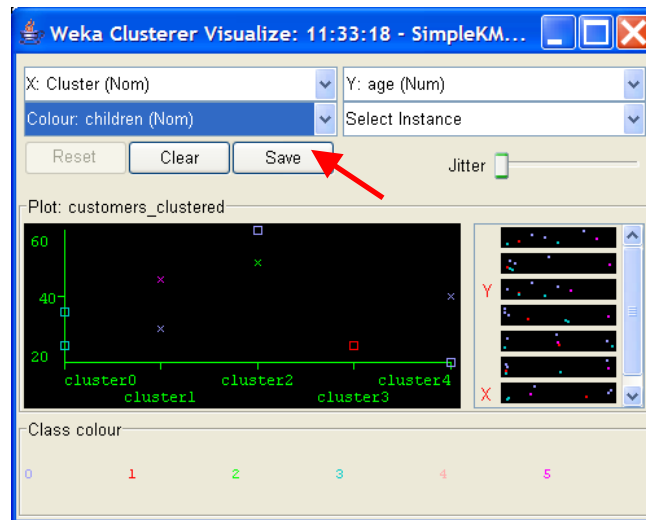 Weka Clusterer Visualize: 11:33:18 - SimpleKM...
X: Cluster (Nom) Y: age (Num)
Colour: children (Nom) Select Instance
Reset Clear Save Jitter
Plot: customers_clustered
60
40
20
cluster0 cluster2 cluster4
cluster1 cluster3
Y
X
Class colour
0 1 2 3 4 5